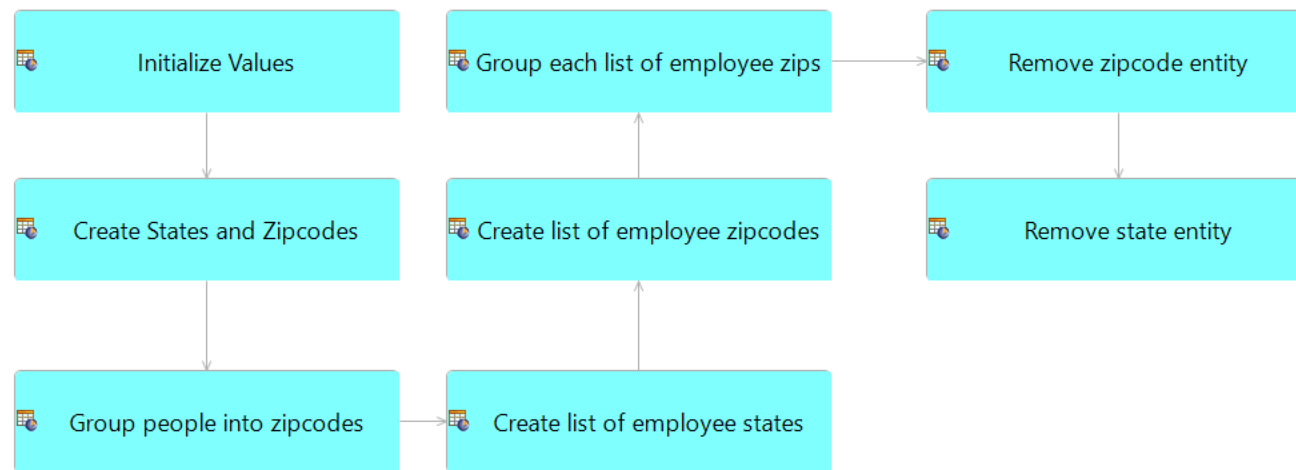 Initialize Values
Group each list of employee zips
Remove zipcode entity
Create States and Zipcodes
Create list of employee zipcodes
Remove state entity
Group people into zipcodes
Create list of employee states